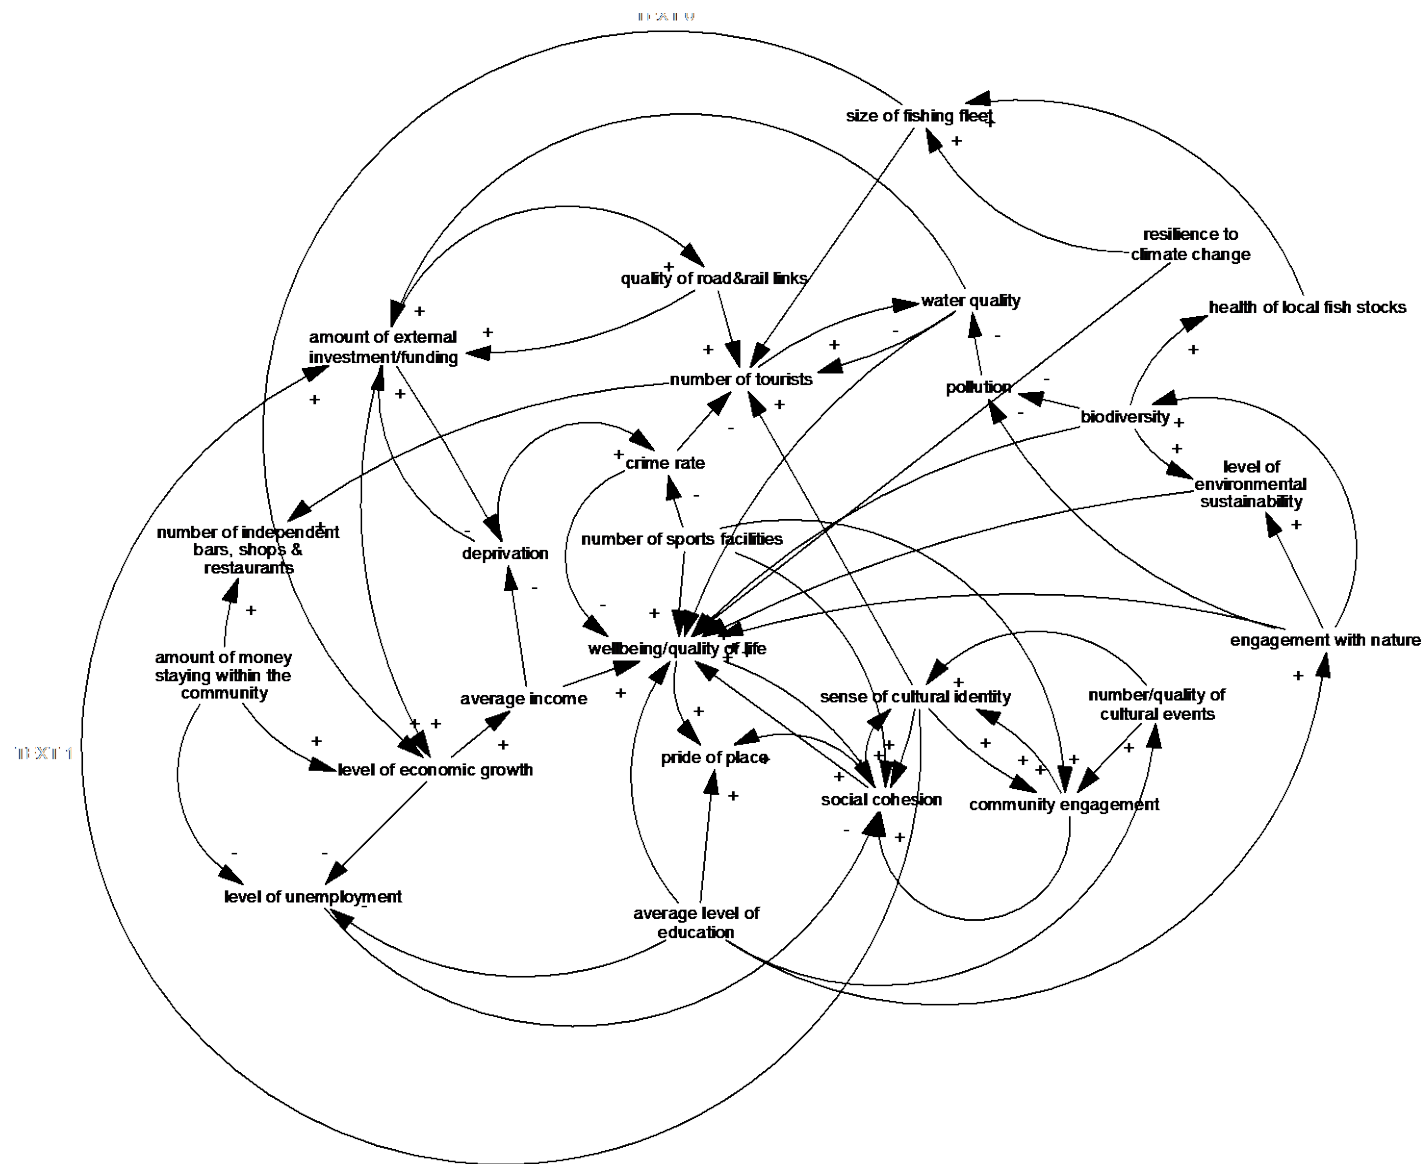 size of fishing fleet
resilience to
climate change
quality of road&rail links
water quality
health of local fish stocks
amount of external
investment/funding
number of tourists
pollution
biodiversity
crime rate
level of
environmental
sustainability
number of independent
bars, shops &
restaurants
number of sports facilities
deprivation
wellbeing/quality of life
engagement with nature
amount of money
staying within the
community
average income
sense of cultural identity
number/quality of
cultural events
pride of place
level of economic growth
social cohesion
community engagement
level of unemployment
average level of
education